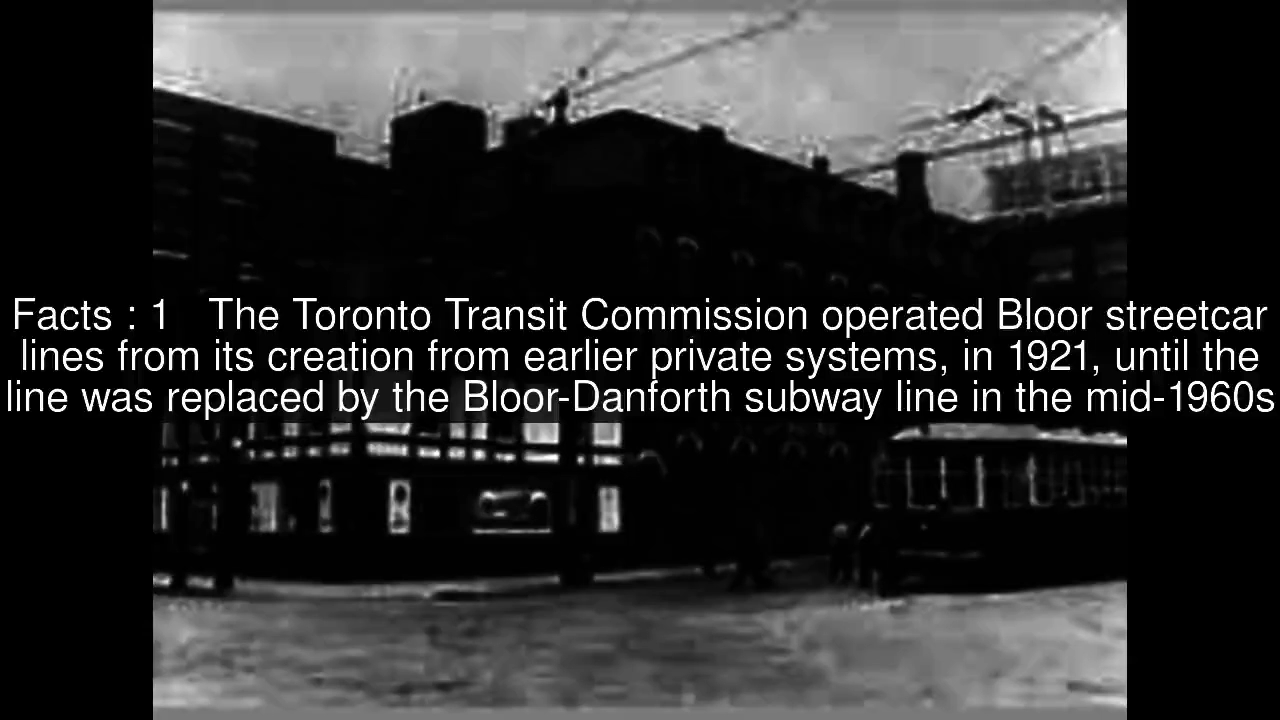 Facts : 1 The Toronto Transit Commission operated Bloor streetcar
lines from its creation from earlier private systems, in 1921, until the
line was replaced by the Bloor-Danforth subway line in the mid-1960s